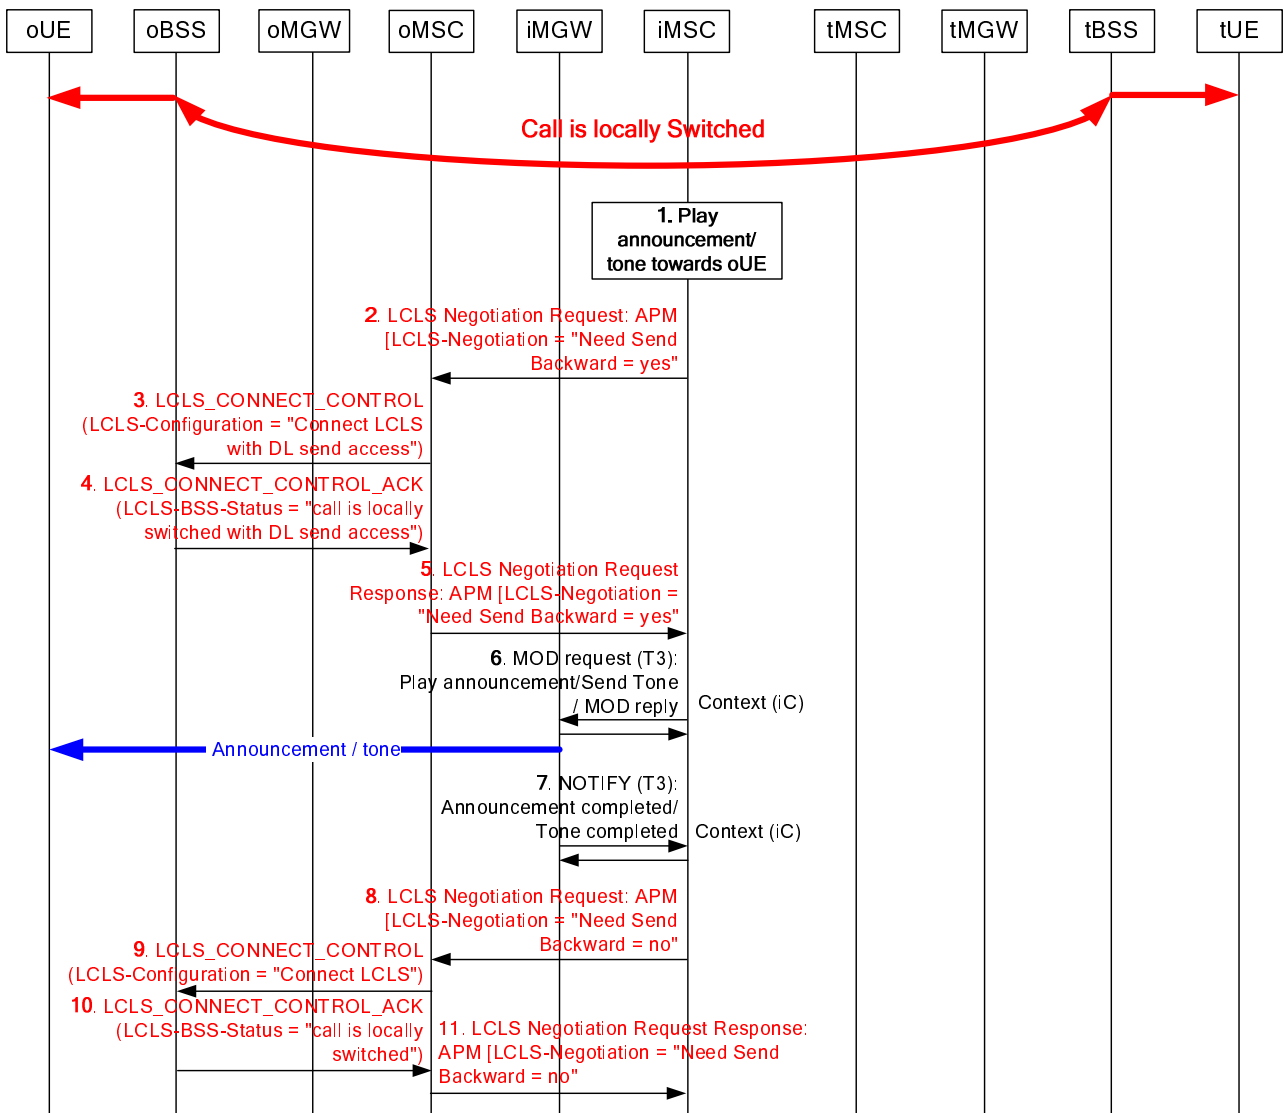 oUE oBSS oMGW oMSC iMGW iMSC tMSC tMGW tBSS tUE
Call is locally Switched
1. Play
announcement/
tone towards oUE
2. LCLS Negotiation Request: APM
[LCLS-Negotiation = "Need Send
Backward = yes"
3. LCLS_CONNECT_CONTROL
(LCLS-Configuration = "Connect LCLS
with DL send access")
4. LCLS_CONNECT_CONTROL_ACK
(LCLS-BSS-Status = "call is locally
switched with DL send access")
5. LCLS Negotiation Request
Response: APM [LCLS-Negotiation =
"Need Send Backward = yes"
6. MOD request (T3):
Play announcement/Send Tone
/ MOD reply
Context (iC)
Announcement / tone
7. NOTIFY (T3):
Announcement completed/
Tone completed
Context (iC)
8. LCLS Negotiation Request: APM
[LCLS-Negotiation = "Need Send
Backward = no"
9. LCLS_CONNECT_CONTROL
(LCLS-Configuration = "Connect LCLS")
10. LCLS_CONNECT_CONTROL_ACK
(LCLS-BSS-Status = "call is locally
switched")
11. LCLS Negotiation Request Response:
APM [LCLS-Negotiation = "Need Send
Backward = no"